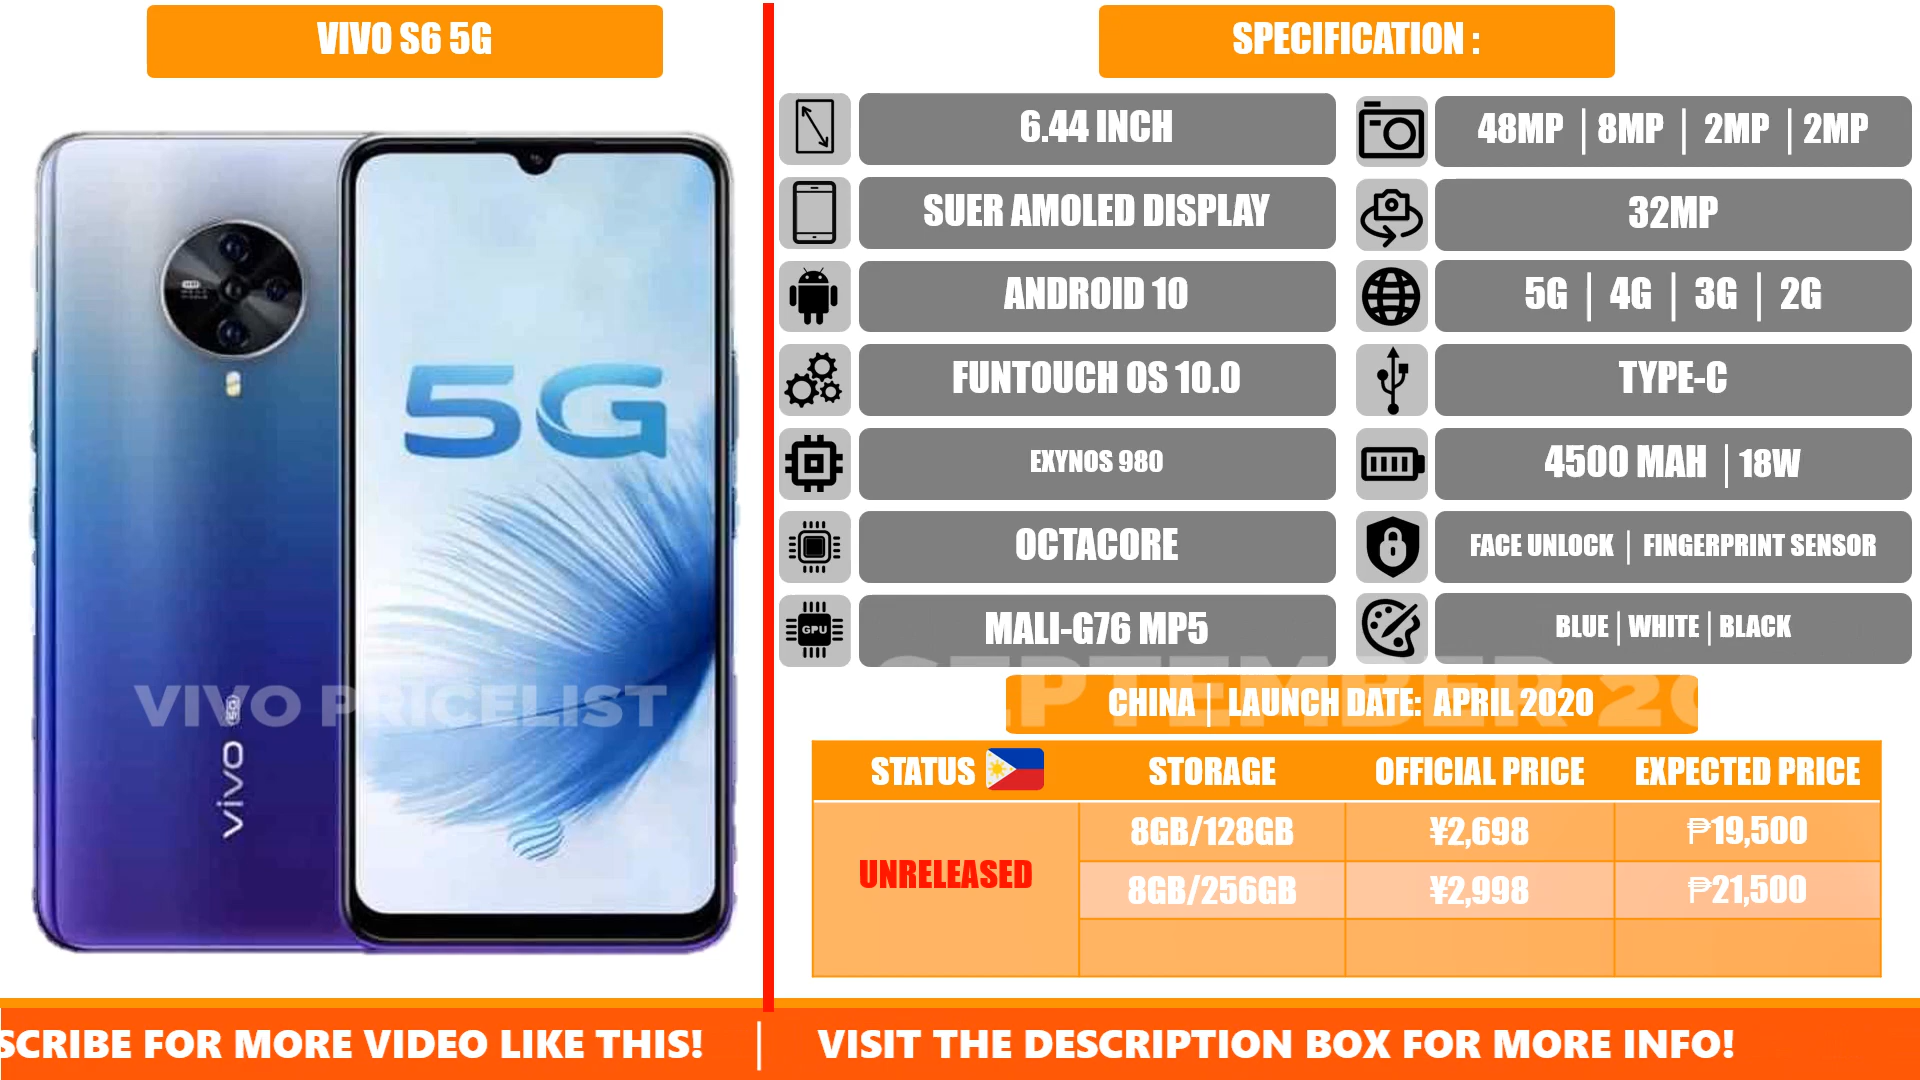 VIVO S6 5G
5G
VIVO PRICELIST
vivo 5G
SPECIFICATION :
6.44 INCH
SUER AMOLED DISPLAY
ANDROID 10
FUNTOUCH OS 10.0
EXYNOS 980
OCTACORE
GPU
MALI-G76 MP5
48MP | 8MP | 2MP | 2MP
32MP
5G | 4G | 3G | 2G
TYPE-C
4500 MAH | 18W
FACE UNLOCK | FINGERPRINT SENSOR
BLUE | WHITE | BLACK
SEPTEMBER 20
CHINA | LAUNCH DATE: APRIL 2020
STATUS STORAGE OFFICIAL PRICE EXPECTED PRICE
UNRELEASED
8GB/128GB ¥2,698 ₱19,500
8GB/256GB ¥2,998 ₱21,500
SCRIBE FOR MORE VIDEO LIKE THIS! | VISIT THE DESCRIPTION BOX FOR MORE INFO!